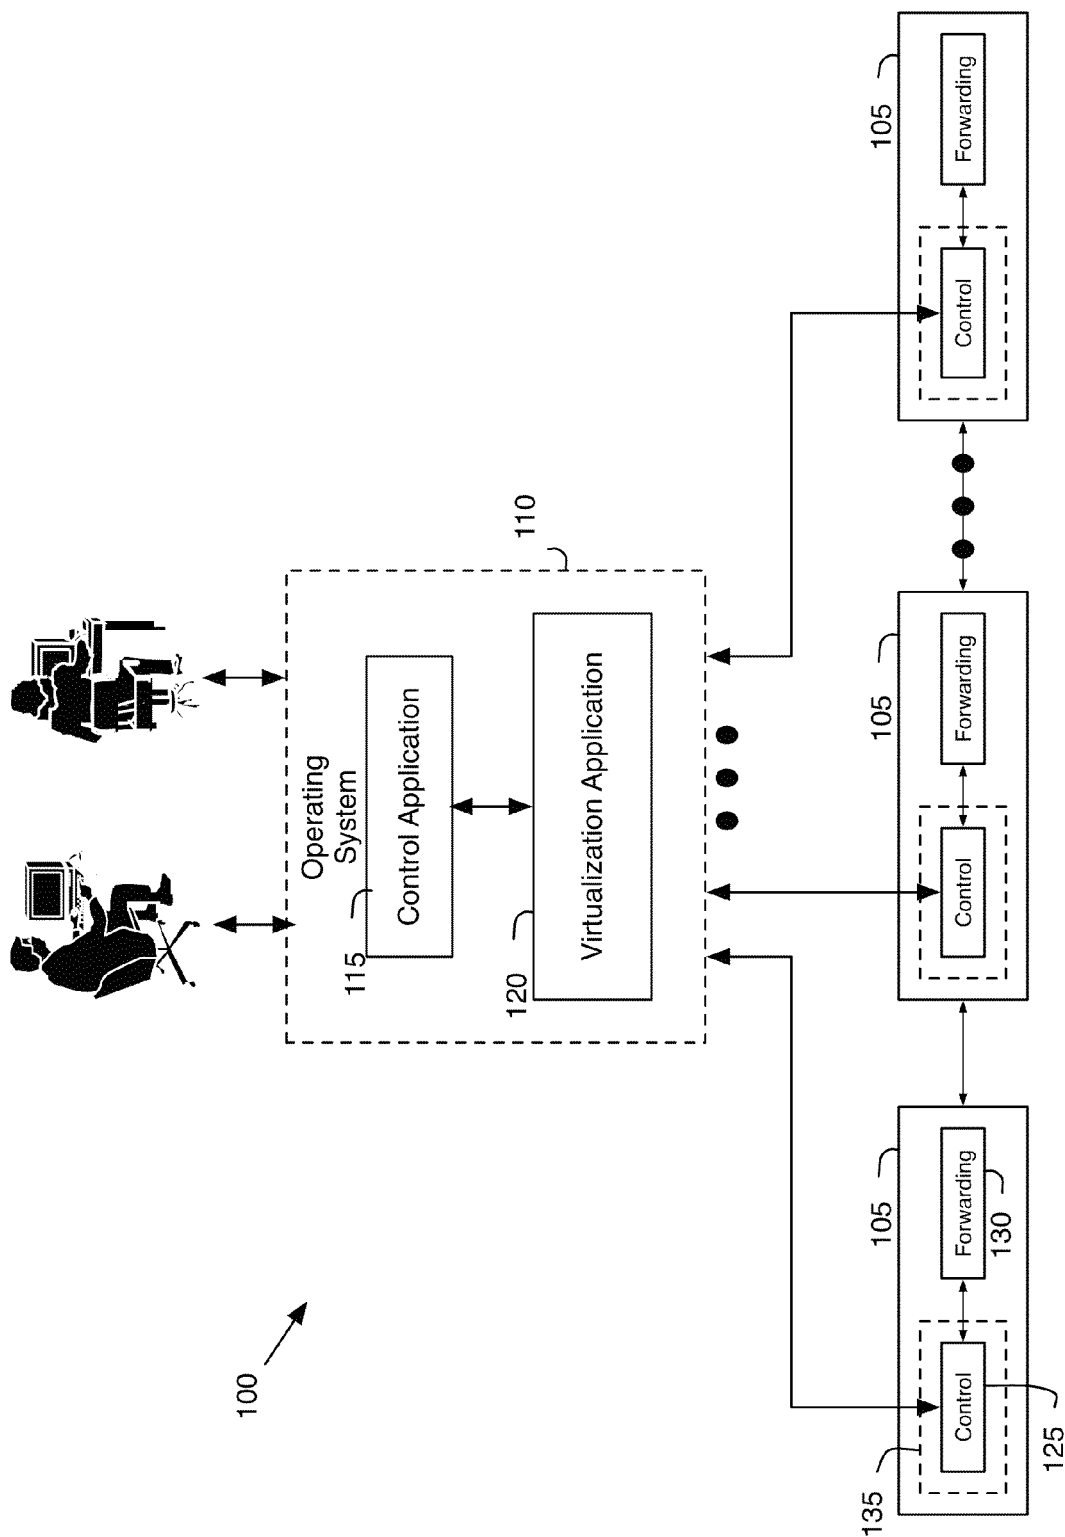 100
Operating
System
115
Control Application
120
110
Virtualization Application
135
105
105
105
Control
Forwarding
Control
Forwarding
Control
Forwarding
130
125